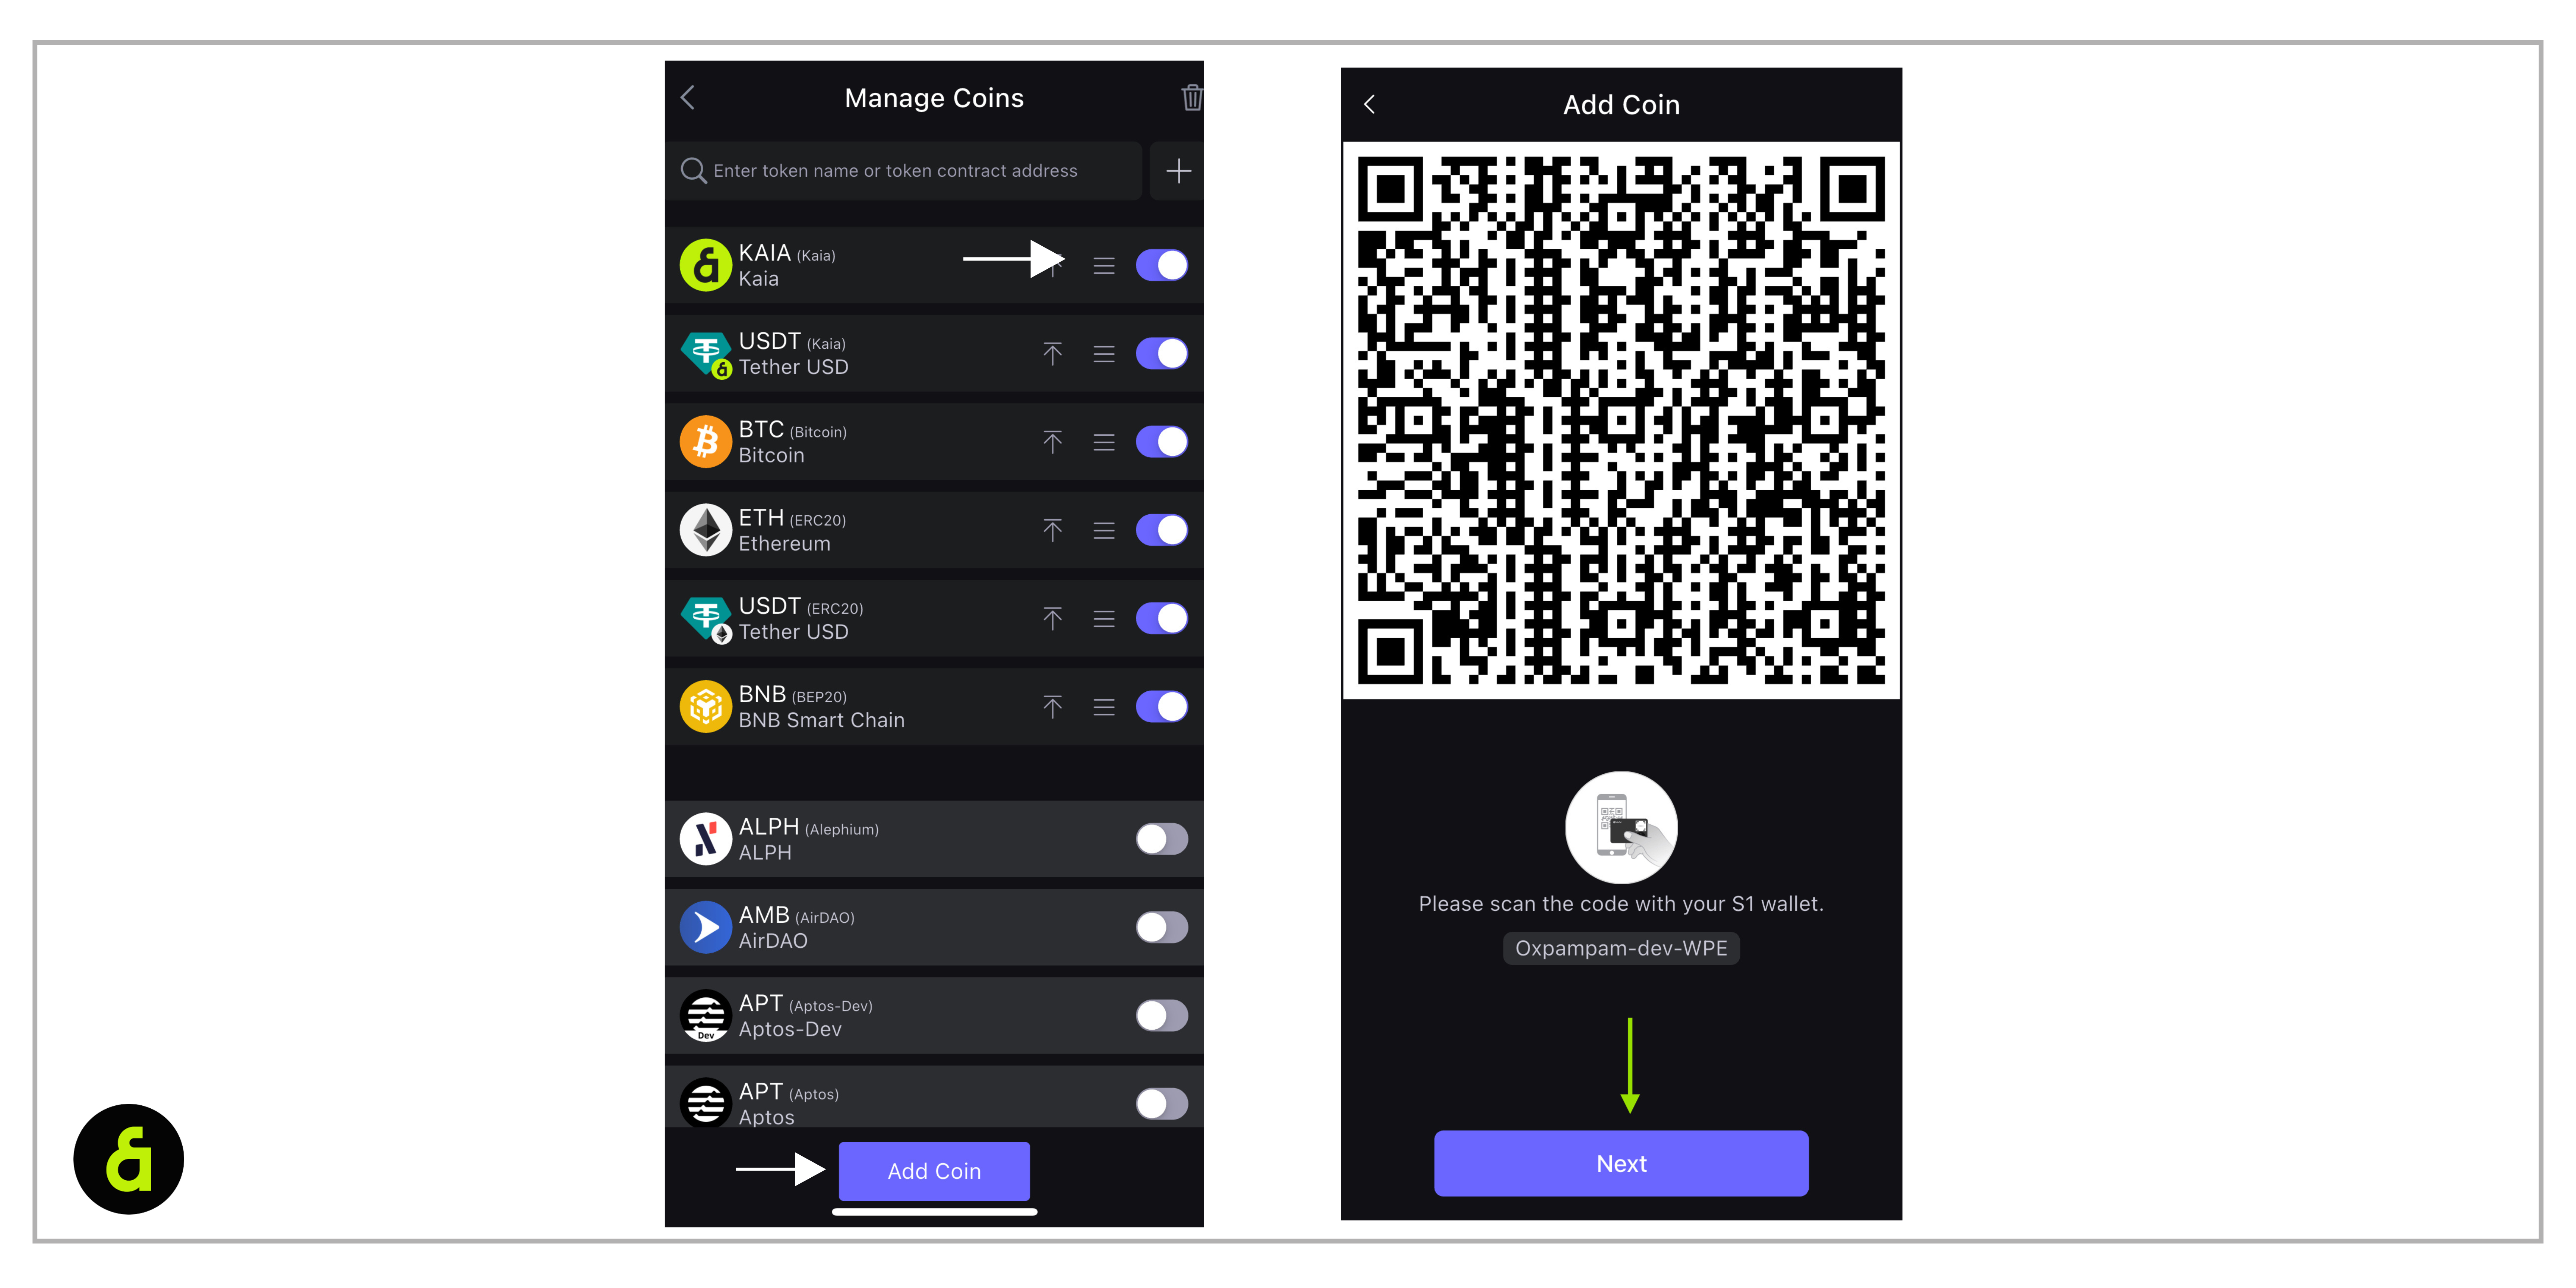 Manage Coins
Enter token name or token contract address
KAIA (Kaia)
Kaia
USDT (Kaia)
Tether USD
BTC (Bitcoin)
Bitcoin
ETH (ERC20)
Ethereum
USDT (ERC20)
Tether USD
BNB (BEP20)
BNB Smart Chain
ALPH (Alephium)
ALPH
AMB (AirDAO)
AirDAO
APT (Aptos-Dev)
Aptos-Dev
Dev
APT (Aptos)
Aptos
Add Coin
Add Coin
Please scan the code with your S1 wallet.
Oxpampam-dev-WPE
Next